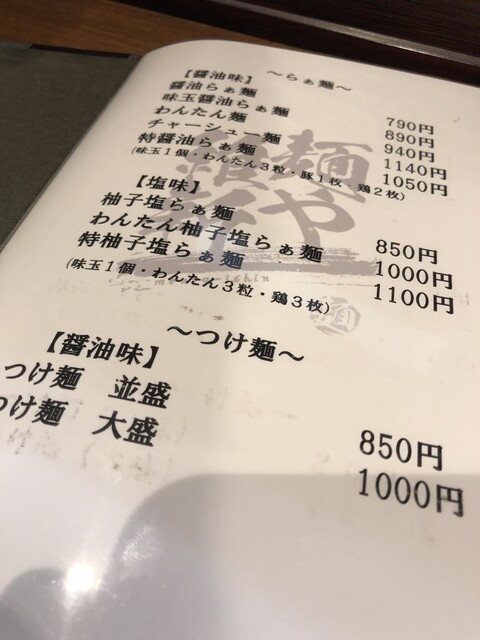 ～らぁ麺～
【醤油味】
醤油らぁ麺 790円
味玉醤油らぁ麺 890円
わんたん麺 940円
チャーシュー麺 1140円
特醤油らぁ麺 1050円
(味玉１個・わんたん３粒・豚１枚 鶏２枚)
【塩味】
柚子塩らぁ麺 850円
わんたん柚子塩らぁ麺 1000円
特柚子塩らぁ麺 1100円
(味玉１個・わんたん３粒・鶏３枚)
～つけ麺～
【醤油味】
つけ麺 並盛 850円
つけ麺 大盛 1000円